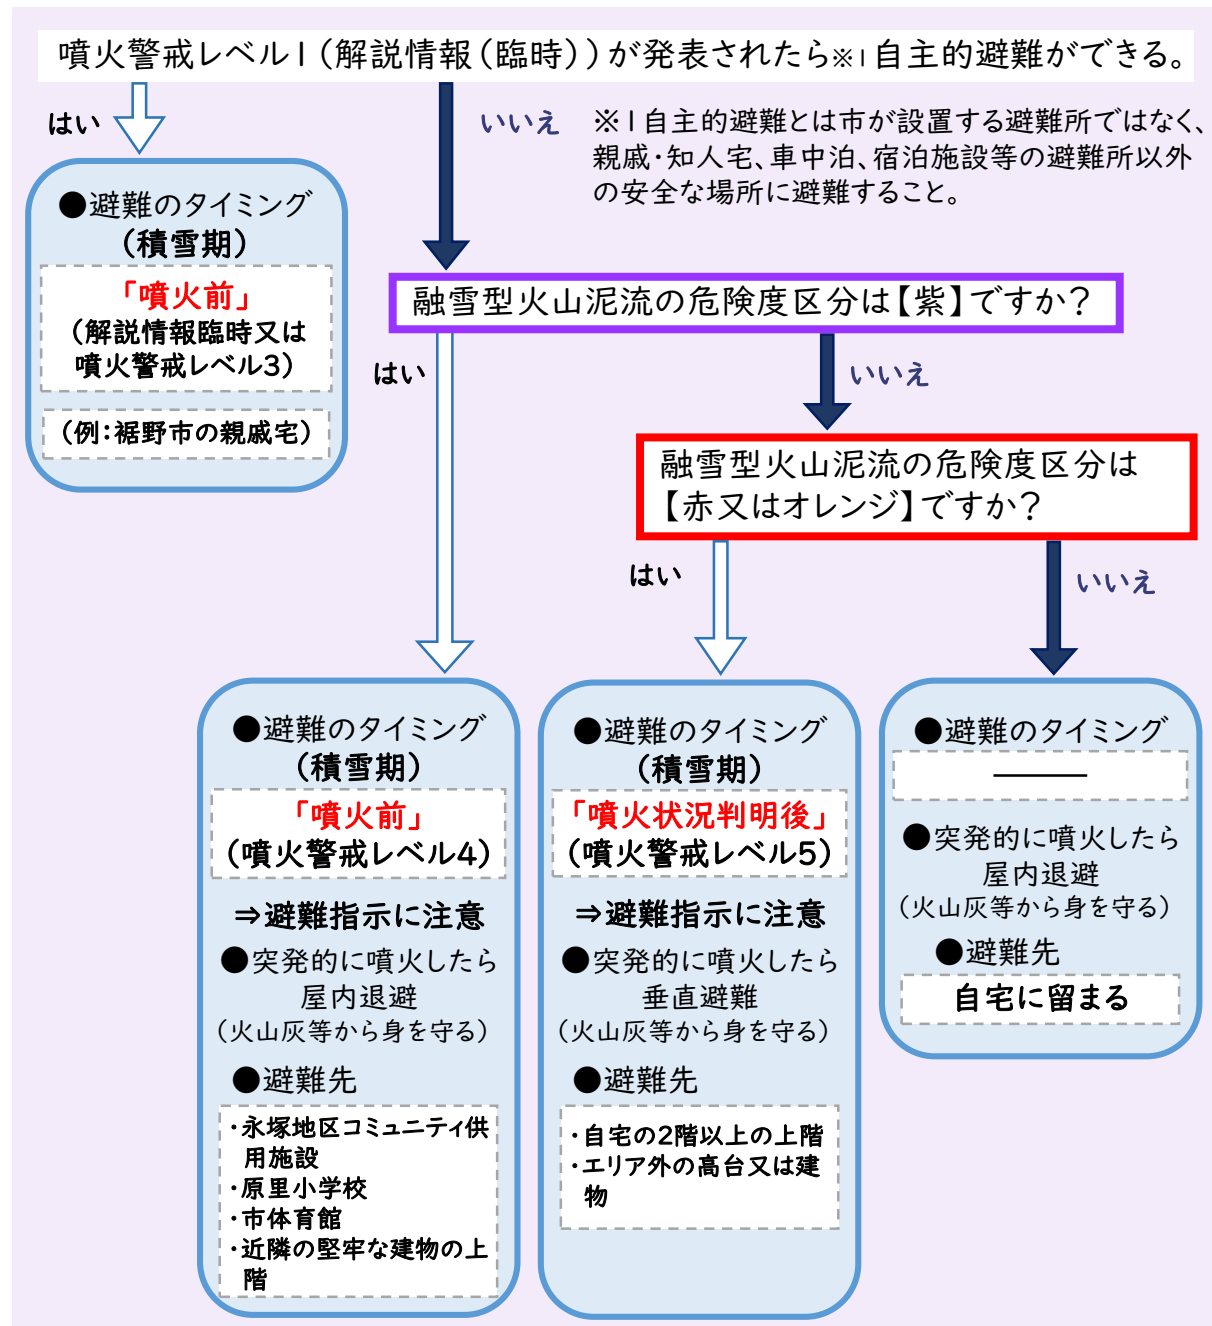 噴火警戒レベル1(解説情報(臨時))が発表されたら※1自主的避難ができる。
はい
いいえ
※1自主的避難とは市が設置する避難所ではなく、
親戚・知人宅、車中泊、宿泊施設等の避難所以外
の安全な場所に避難すること。
●避難のタイミング
(積雪期)
「噴火前」
(解説情報臨時又は
噴火警戒レベル3)
(例:裾野市の親戚宅)
融雪型火山泥流の危険度区分は【紫】ですか?
はい
いいえ
融雪型火山泥流の危険度区分は
【赤又はオレンジ】ですか?
はい
いいえ
●避難のタイミング
(積雪期)
「噴火前」
(噴火警戒レベル4)
⇒避難指示に注意
●突発的に噴火したら
屋内退避
(火山灰等から身を守る)
●避難先
・永塚地区コミュニティ供
用施設
・原里小学校
・市体育館
・近隣の堅牢な建物の上
階
●避難のタイミング
(積雪期)
「噴火状況判明後」
(噴火警戒レベル5)
⇒避難指示に注意
●突発的に噴火したら
垂直避難
(火山灰等から身を守る)
●避難先
・自宅の2階以上の上階
・エリア外の高台又は建
物
●避難のタイミング
―――
●突発的に噴火したら
屋内退避
(火山灰等から身を守る)
●避難先
自宅に留まる